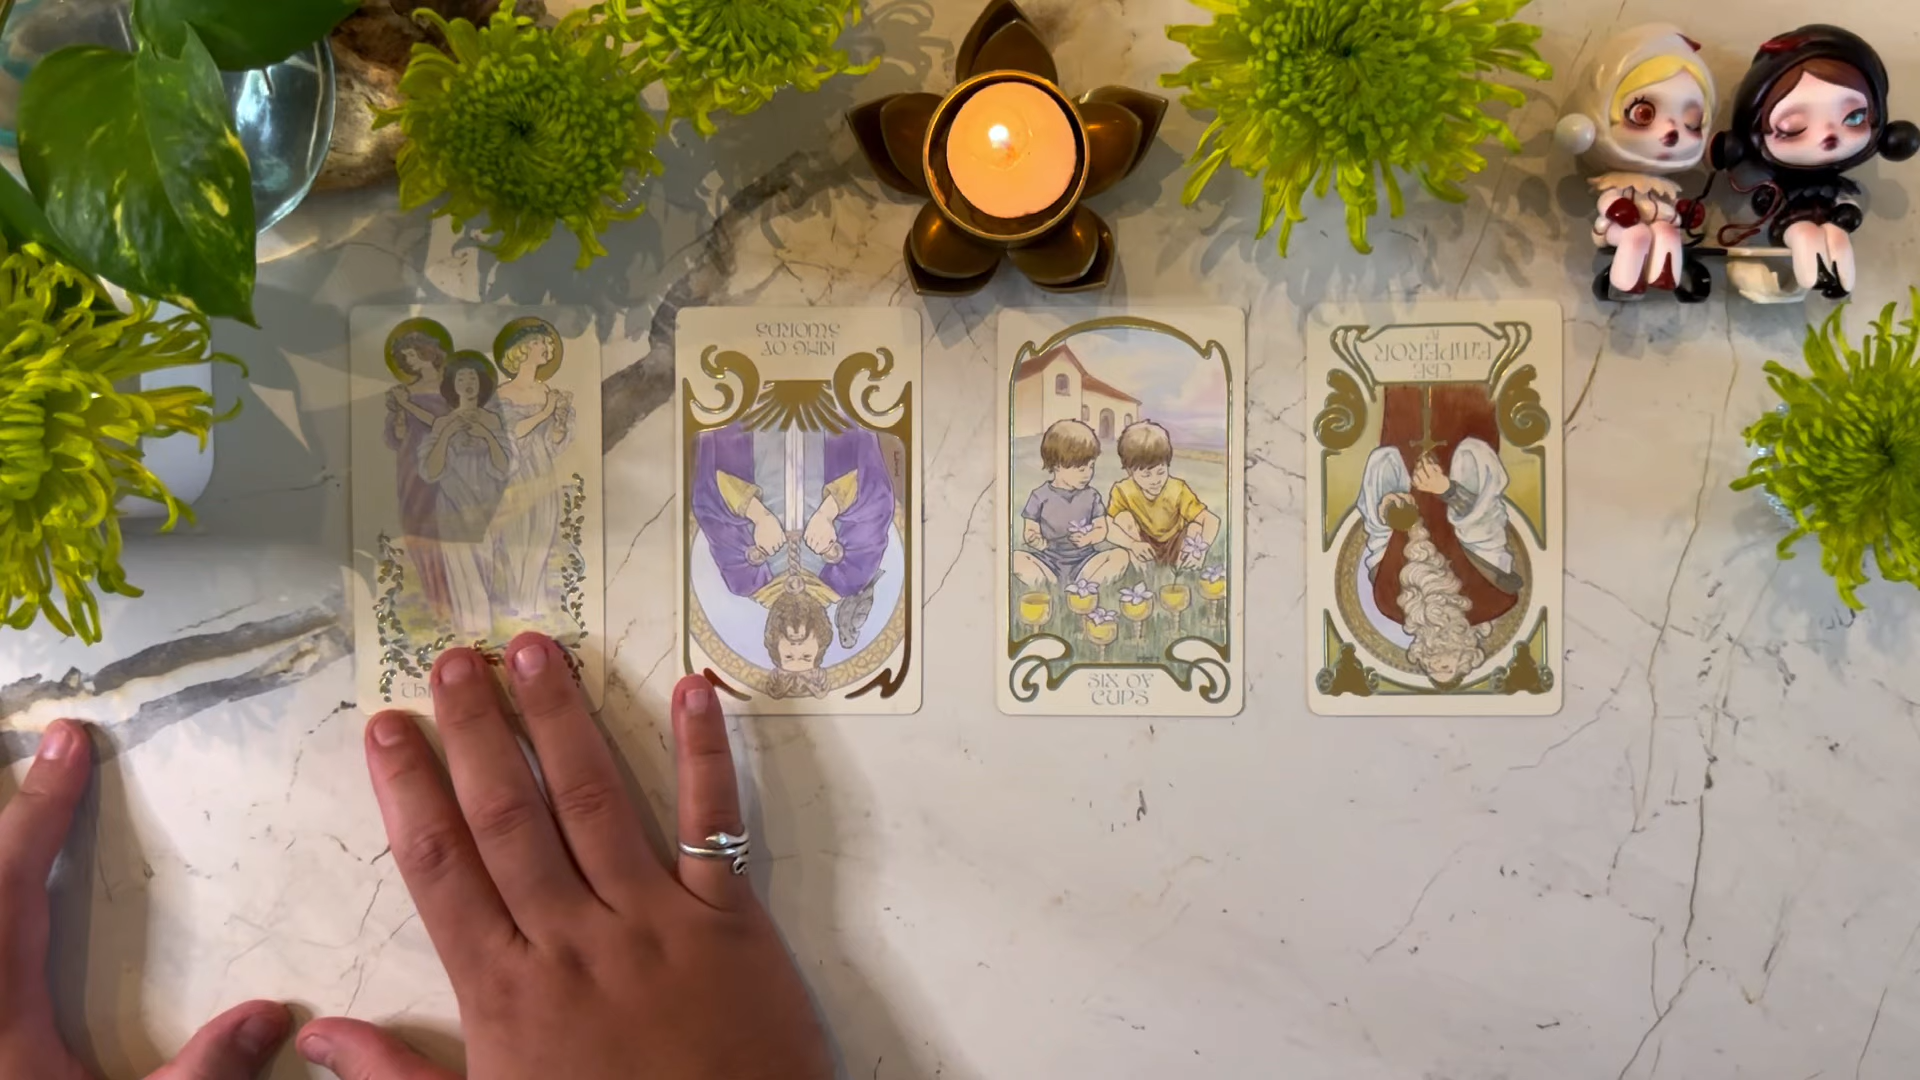 KING OF
SWORDS
SIX OF
CUPS
THE
EMPEROR
IV